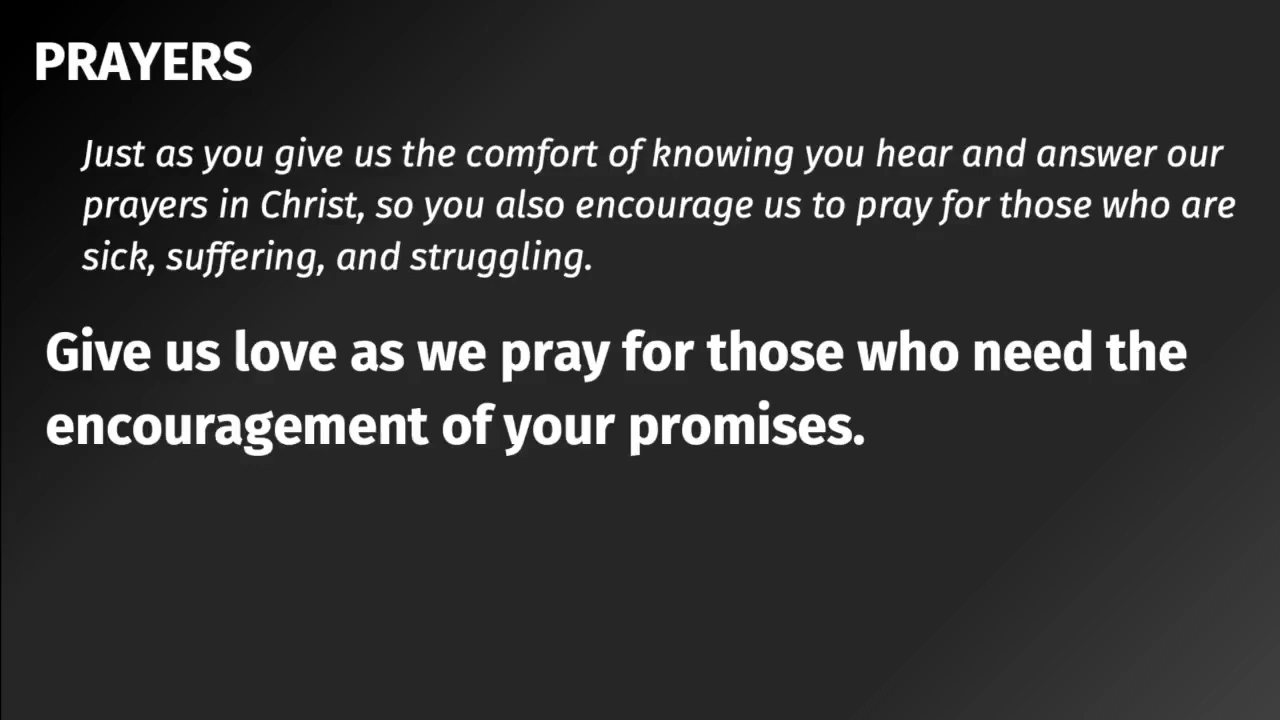 PRAYERS
Just as you give us the comfort of knowing you hear and answer our
prayers in Christ, so you also encourage us to pray for those who are
sick, suffering, and struggling.
Give us love as we pray for those who need the
encouragement of your promises.